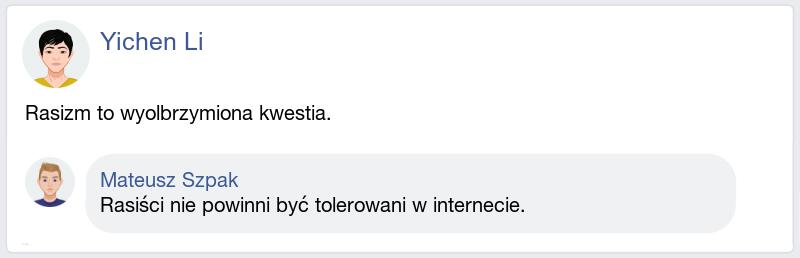 Yichen Li
Rasizm to wyolbrzymiona kwestia.
Mateusz Szpak
Rasiści nie powinni być tolerowani w internecie.